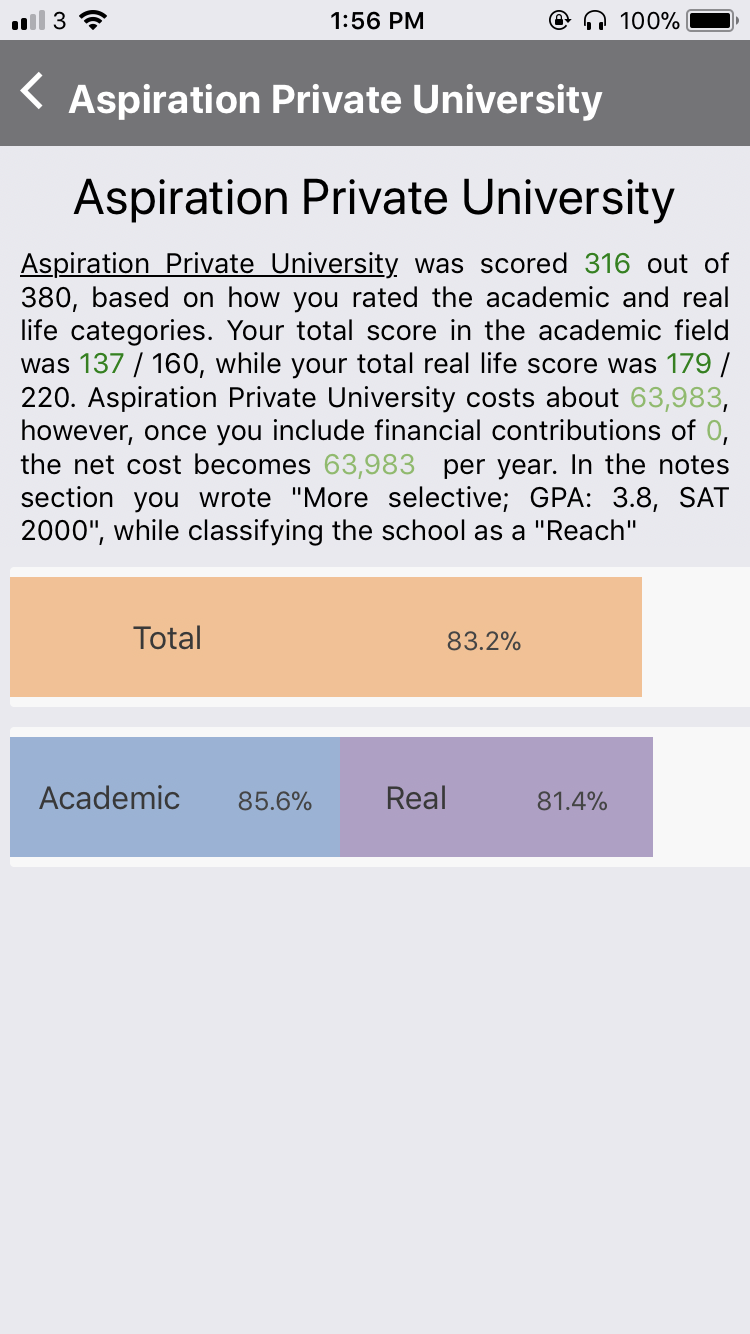 3 1:56 PM 100%
Aspiration Private University
Aspiration Private University
Aspiration Private University was scored 316 out of
380, based on how you rated the academic and real
life categories. Your total score in the academic field
was 137 / 160, while your total real life score was 179 /
220. Aspiration Private University costs about 63,983,
however, once you include financial contributions of 0,
the net cost becomes 63,983 per year. In the notes
section you wrote "More selective; GPA: 3.8, SAT
2000", while classifying the school as a "Reach"
Total 83.2%
Academic 85.6% Real 81.4%